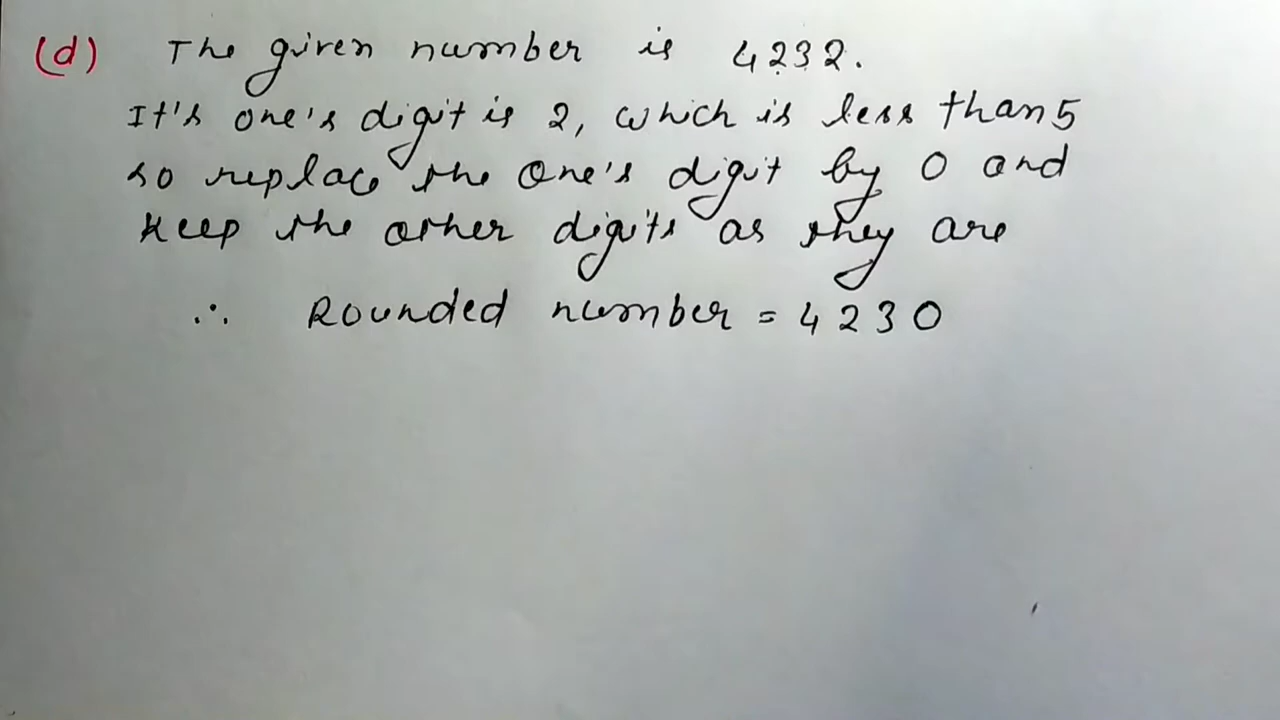 (d) The given number is 4232.
It's one's digit is 2, which is less than 5
so replace the one's digit by 0 and
keep the other digits as they are
∴ Rounded number = 4230